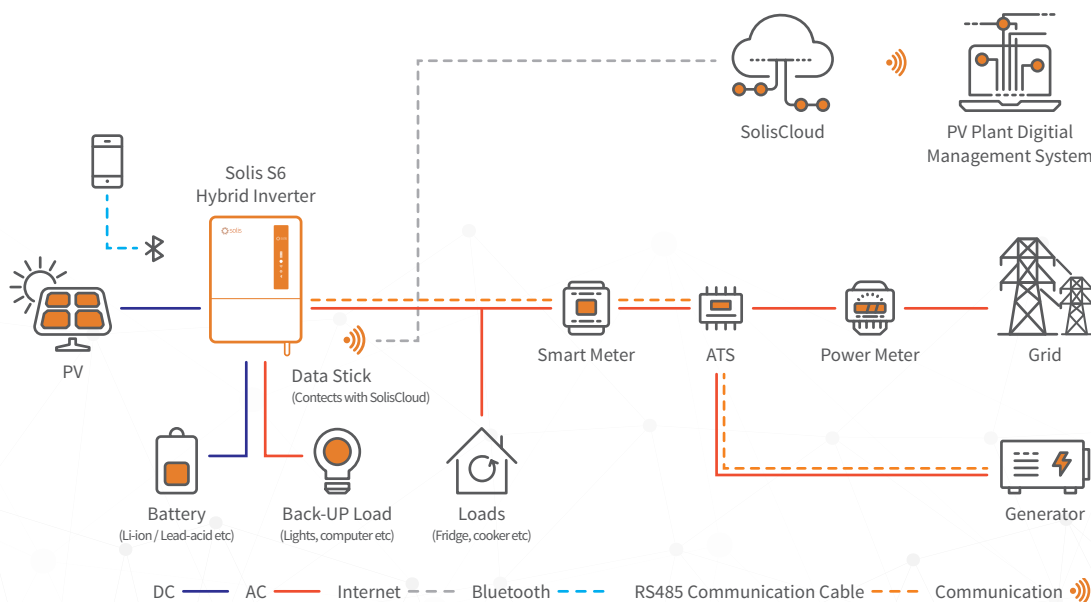 SolisCloud
PV Plant Digitial
Management System
Solis S6
Hybrid Inverter
solis
PV
Data Stick
(Contects with SolisCloud)
Smart Meter
ATS
Power Meter
Grid
Battery
(Li-ion / Lead-acid etc)
Back-UP Load
(Lights, computer etc)
Loads
(Fridge, cooker etc)
Generator
DC
AC
Internet
Bluetooth
RS485 Communication Cable
Communication